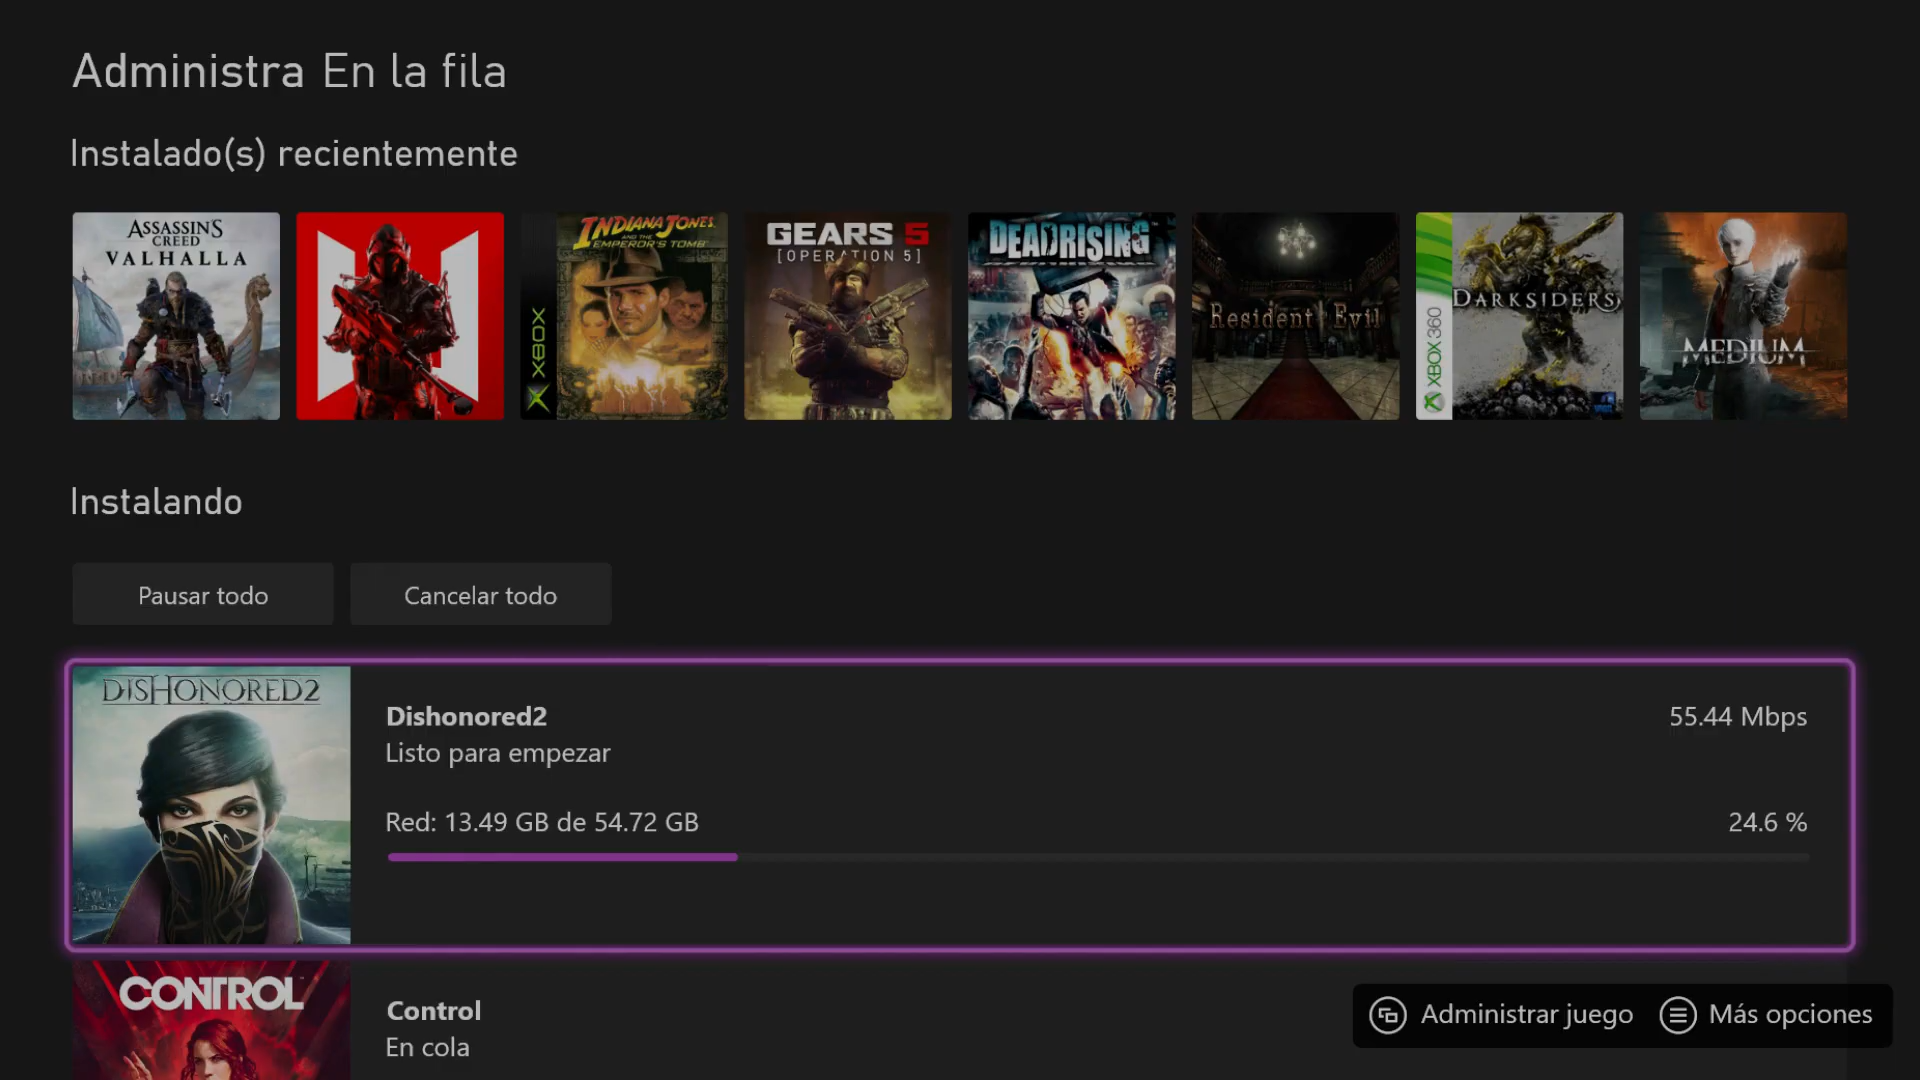 Administra En la fila
Instalado(s) recientemente
ASSASSIN'S
CREED
VALHALLA
INDIANA JONES
AND THE
EMPEROR'S TOMB
XBOX
GEARS 5
[OPERATION 5]
DEADRISING
Resident Evil
XBOX 360
DARKSIDERS
MEDIUM
Instalando
Pausar todo
Cancelar todo
DISHONORED2
Dishonored2
55.44 Mbps
Listo para empezar
Red: 13.49 GB de 54.72 GB
24.6 %
CONTROL
Control
En cola
Administrar juego
Más opciones